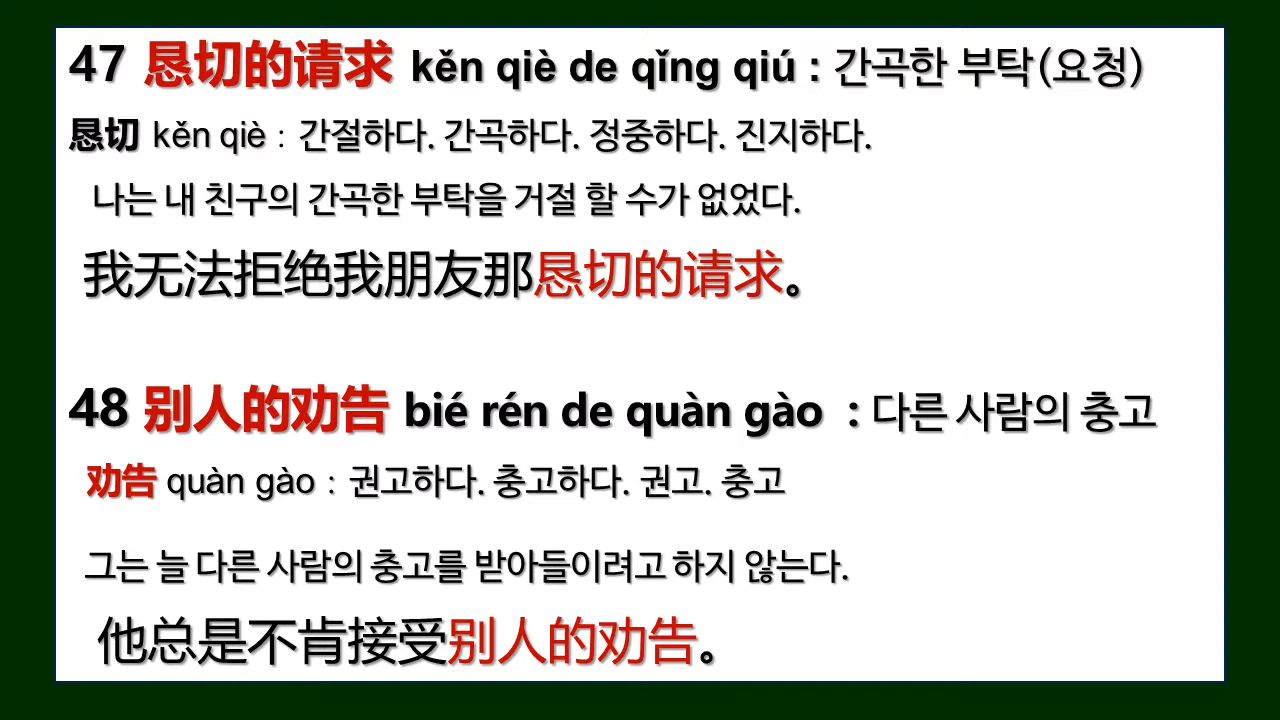 47 恳切的请求 kěn qiè de qǐng qiú : 간곡한 부탁(요청)
恳切 kěn qiè : 간절하다. 간곡하다. 정중하다. 진지하다.
나는 내 친구의 간곡한 부탁을 거절 할 수가 없었다.
我无法拒绝我朋友那恳切的请求。
48 别人的劝告 bié rén de quàn gào : 다른 사람의 충고
劝告 quàn gào : 권고하다. 충고하다. 권고. 충고
그는 늘 다른 사람의 충고를 받아들이려고 하지 않는다.
他总是不肯接受别人的劝告。